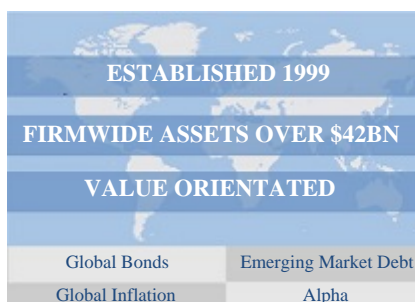 ESTABLISHED 1999
FIRMWIDE ASSETS OVER $42BN
VALUE ORIENTATED
Global Bonds Emerging Market Debt
Global Inflation Alpha